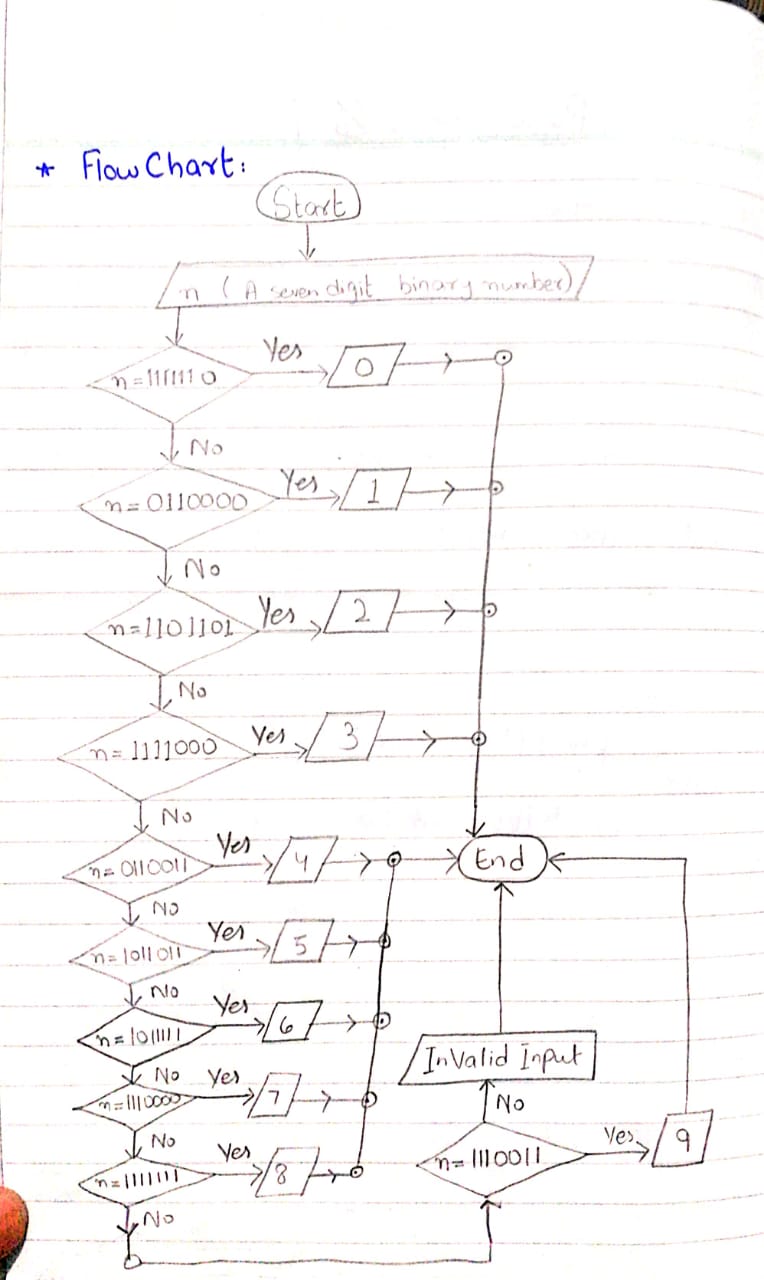 * Flow Chart:
Start
n ( A seven digit binary number)
n=1111110
Yes
0
No
n=0110000
Yes
1
No
n=1101101
Yes
2
No
n=1111000
Yes
3
No
n=0110011
Yes
4
End
No
n=1011011
Yes
5
No
n=1011111
Yes
6
InValid Input
No
n=1110000
Yes
7
No
No
n=1111111
Yes
8
n=1110011
Yes
9
No